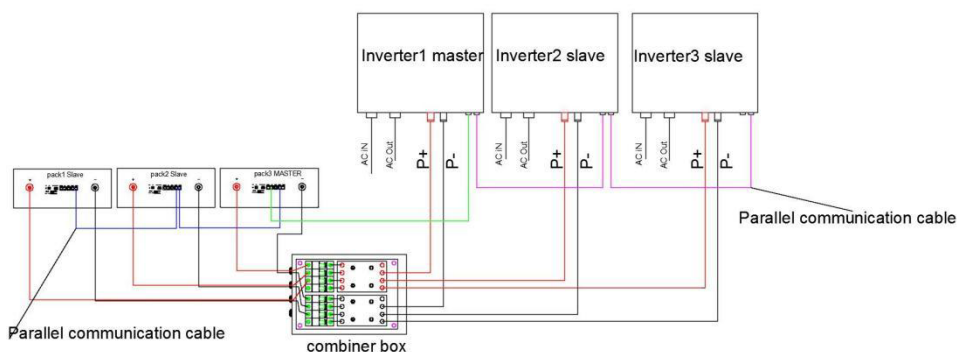 Inverter1 master
Inverter2 slave
Inverter3 slave
AC IN
AC Out
P+
P-
AC IN
AC Out
P+
P-
AC IN
AC Out
P+
P-
pack1 Slave
pack2 Slave
pack3 MASTER
Parallel communication cable
Parallel communication cable
combiner box